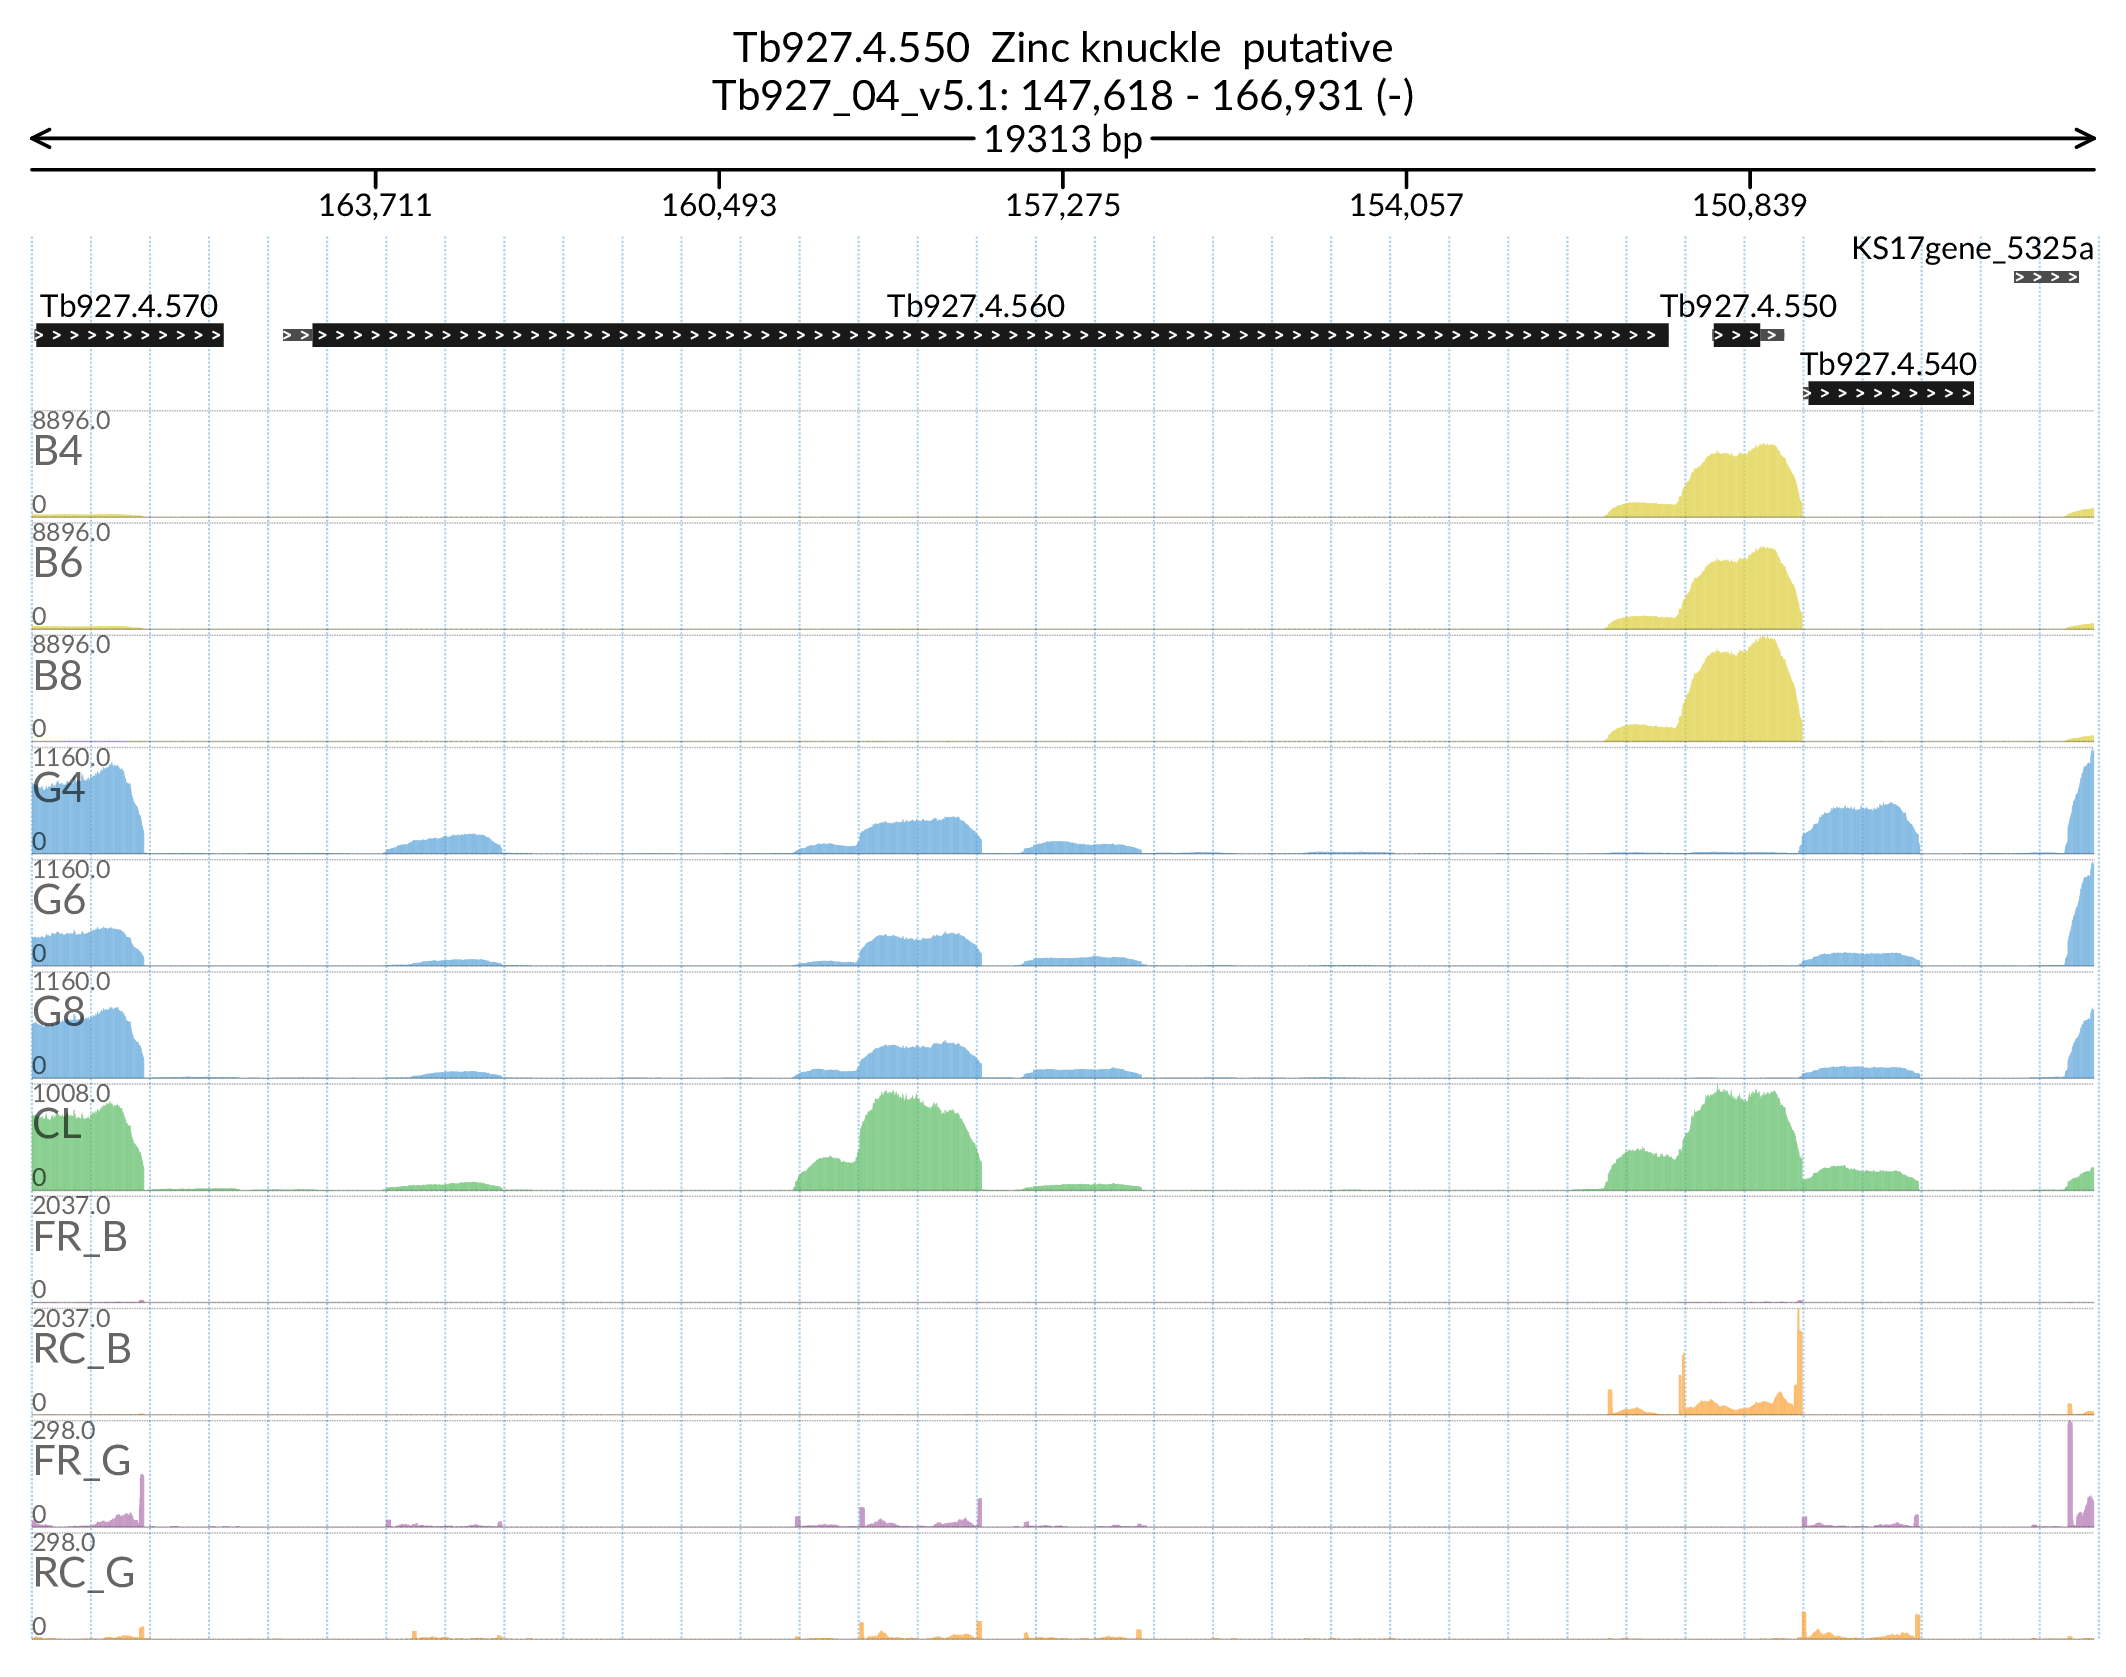 Tb927.4.550 Zinc knuckle putative
Tb927_04_v5.1: 147,618 - 166,931 (-)
19313 bp
163,711 160,493 157,275 154,057 150,839
KS17gene_5325a
Tb927.4.570 Tb927.4.560 Tb927.4.550
Tb927.4.540
8896.0
B4
0
8896.0
B6
0
8896.0
B8
0
1160.0
G4
0
1160.0
G6
0
1160.0
G8
0
1008.0
CL
0
2037.0
FR_B
0
2037.0
RC_B
0
298.0
FR_G
0
298.0
RC_G
0